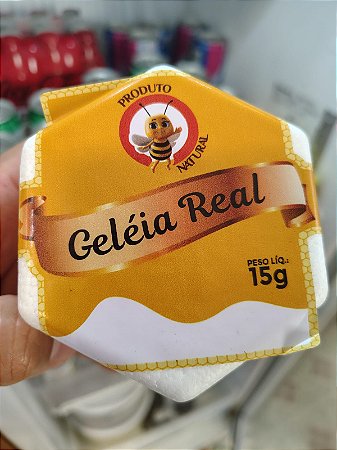 PRODUTO
NATURAL
Geléia Real
PESO LÍQ.:
15g